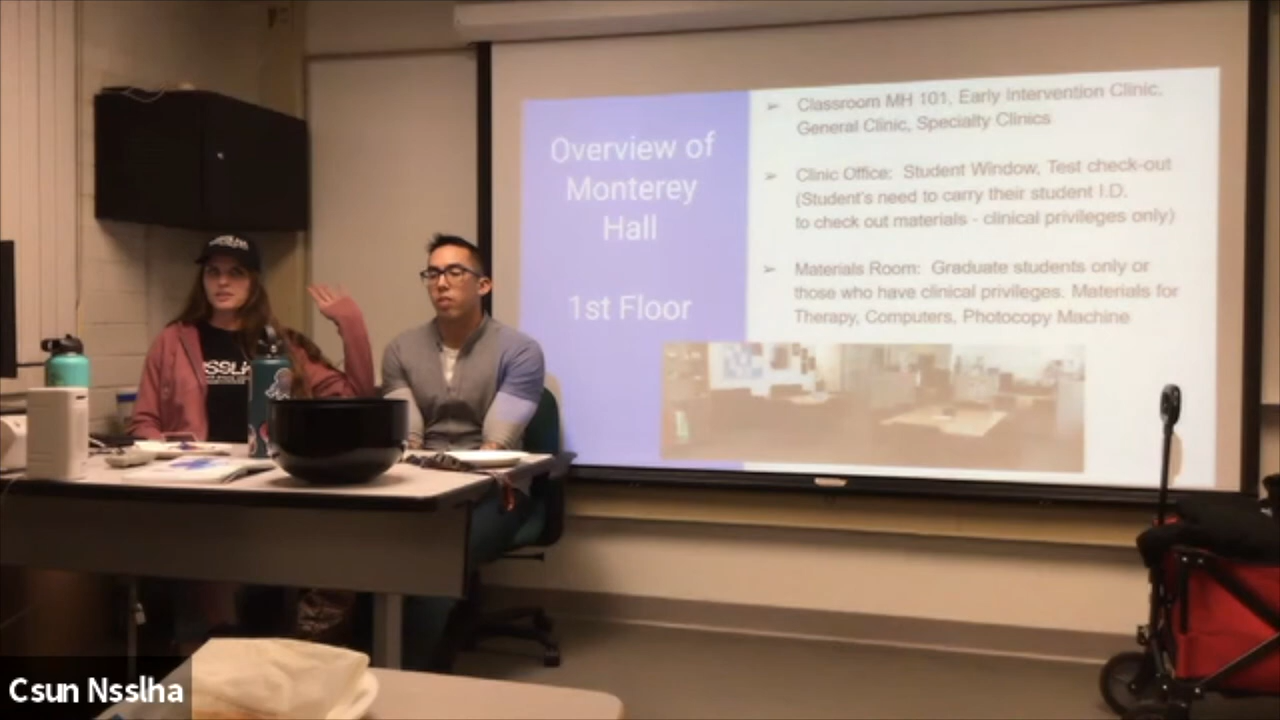 Overview of
Monterey
Hall
1st Floor
➢ Classroom MH 101, Early Intervention Clinic,
General Clinic, Specialty Clinics
➢ Clinic Office: Student Window, Test check-out
(Student's need to carry their student I.D.
to check out materials - clinical privileges only)
➢ Materials Room: Graduate students only or
those who have clinical privileges. Materials for
Therapy, Computers, Photocopy Machine
Csun Nsslha